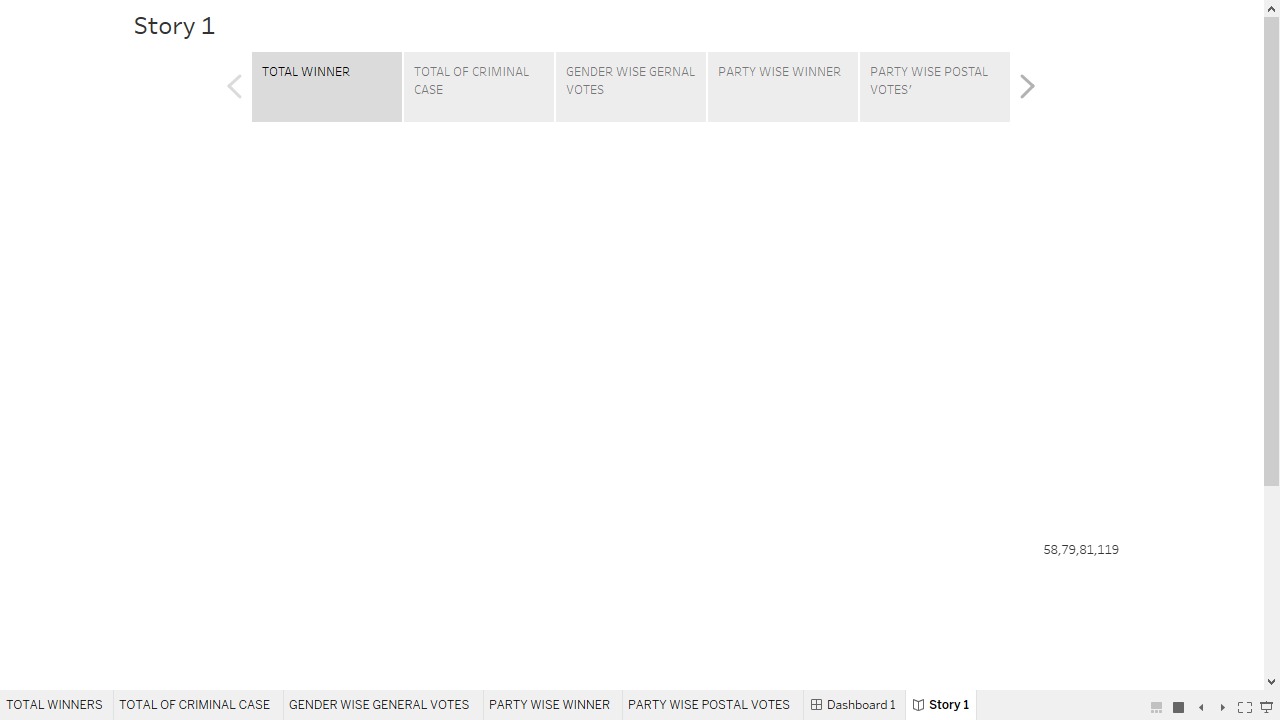 Story 1
TOTAL WINNER
TOTAL OF CRIMINAL
CASE
GENDER WISE GERNAL
VOTES
PARTY WISE WINNER
PARTY WISE POSTAL
VOTES'
58,79,81,119
TOTAL WINNERS
TOTAL OF CRIMINAL CASE
GENDER WISE GENERAL VOTES
PARTY WISE WINNER
PARTY WISE POSTAL VOTES
Dashboard 1
Story 1